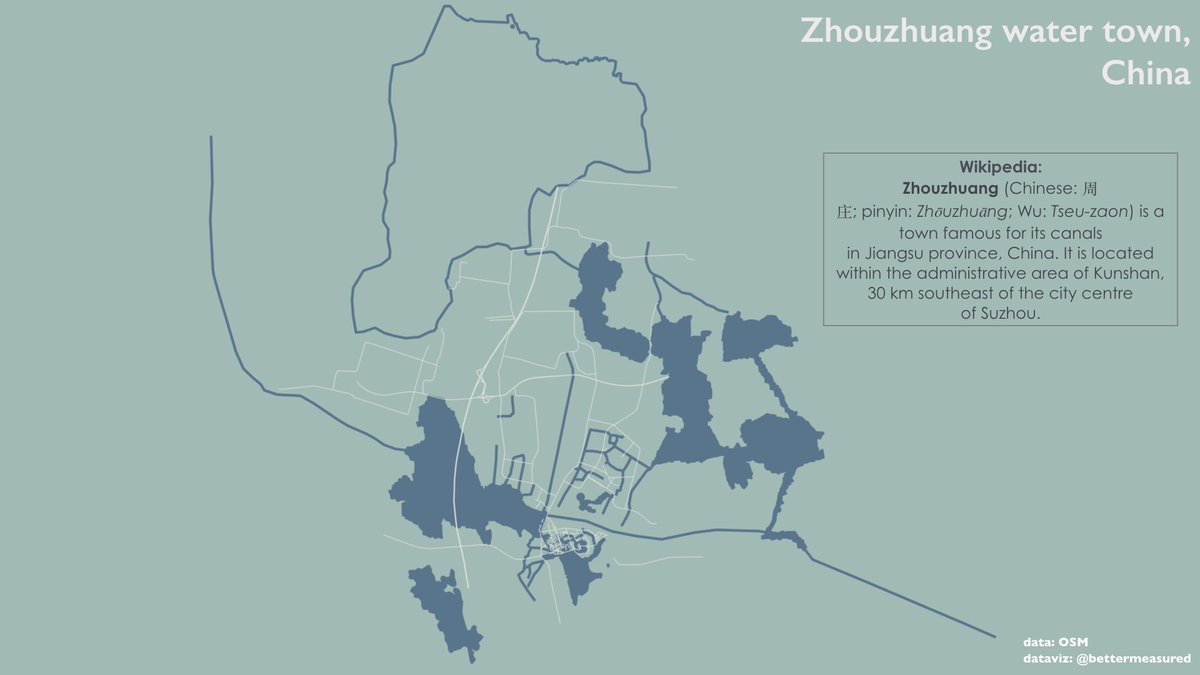 Zhouzhuang water town,
China
Wikipedia:
Zhouzhuang (Chinese: 周
庄; pinyin: Zhōuzhuāng; Wu: Tseu-zaon) is a
town famous for its canals
in Jiangsu province, China. It is located
within the administrative area of Kunshan,
30 km southeast of the city centre
of Suzhou.
data: OSM
dataviz: @bettermeasured